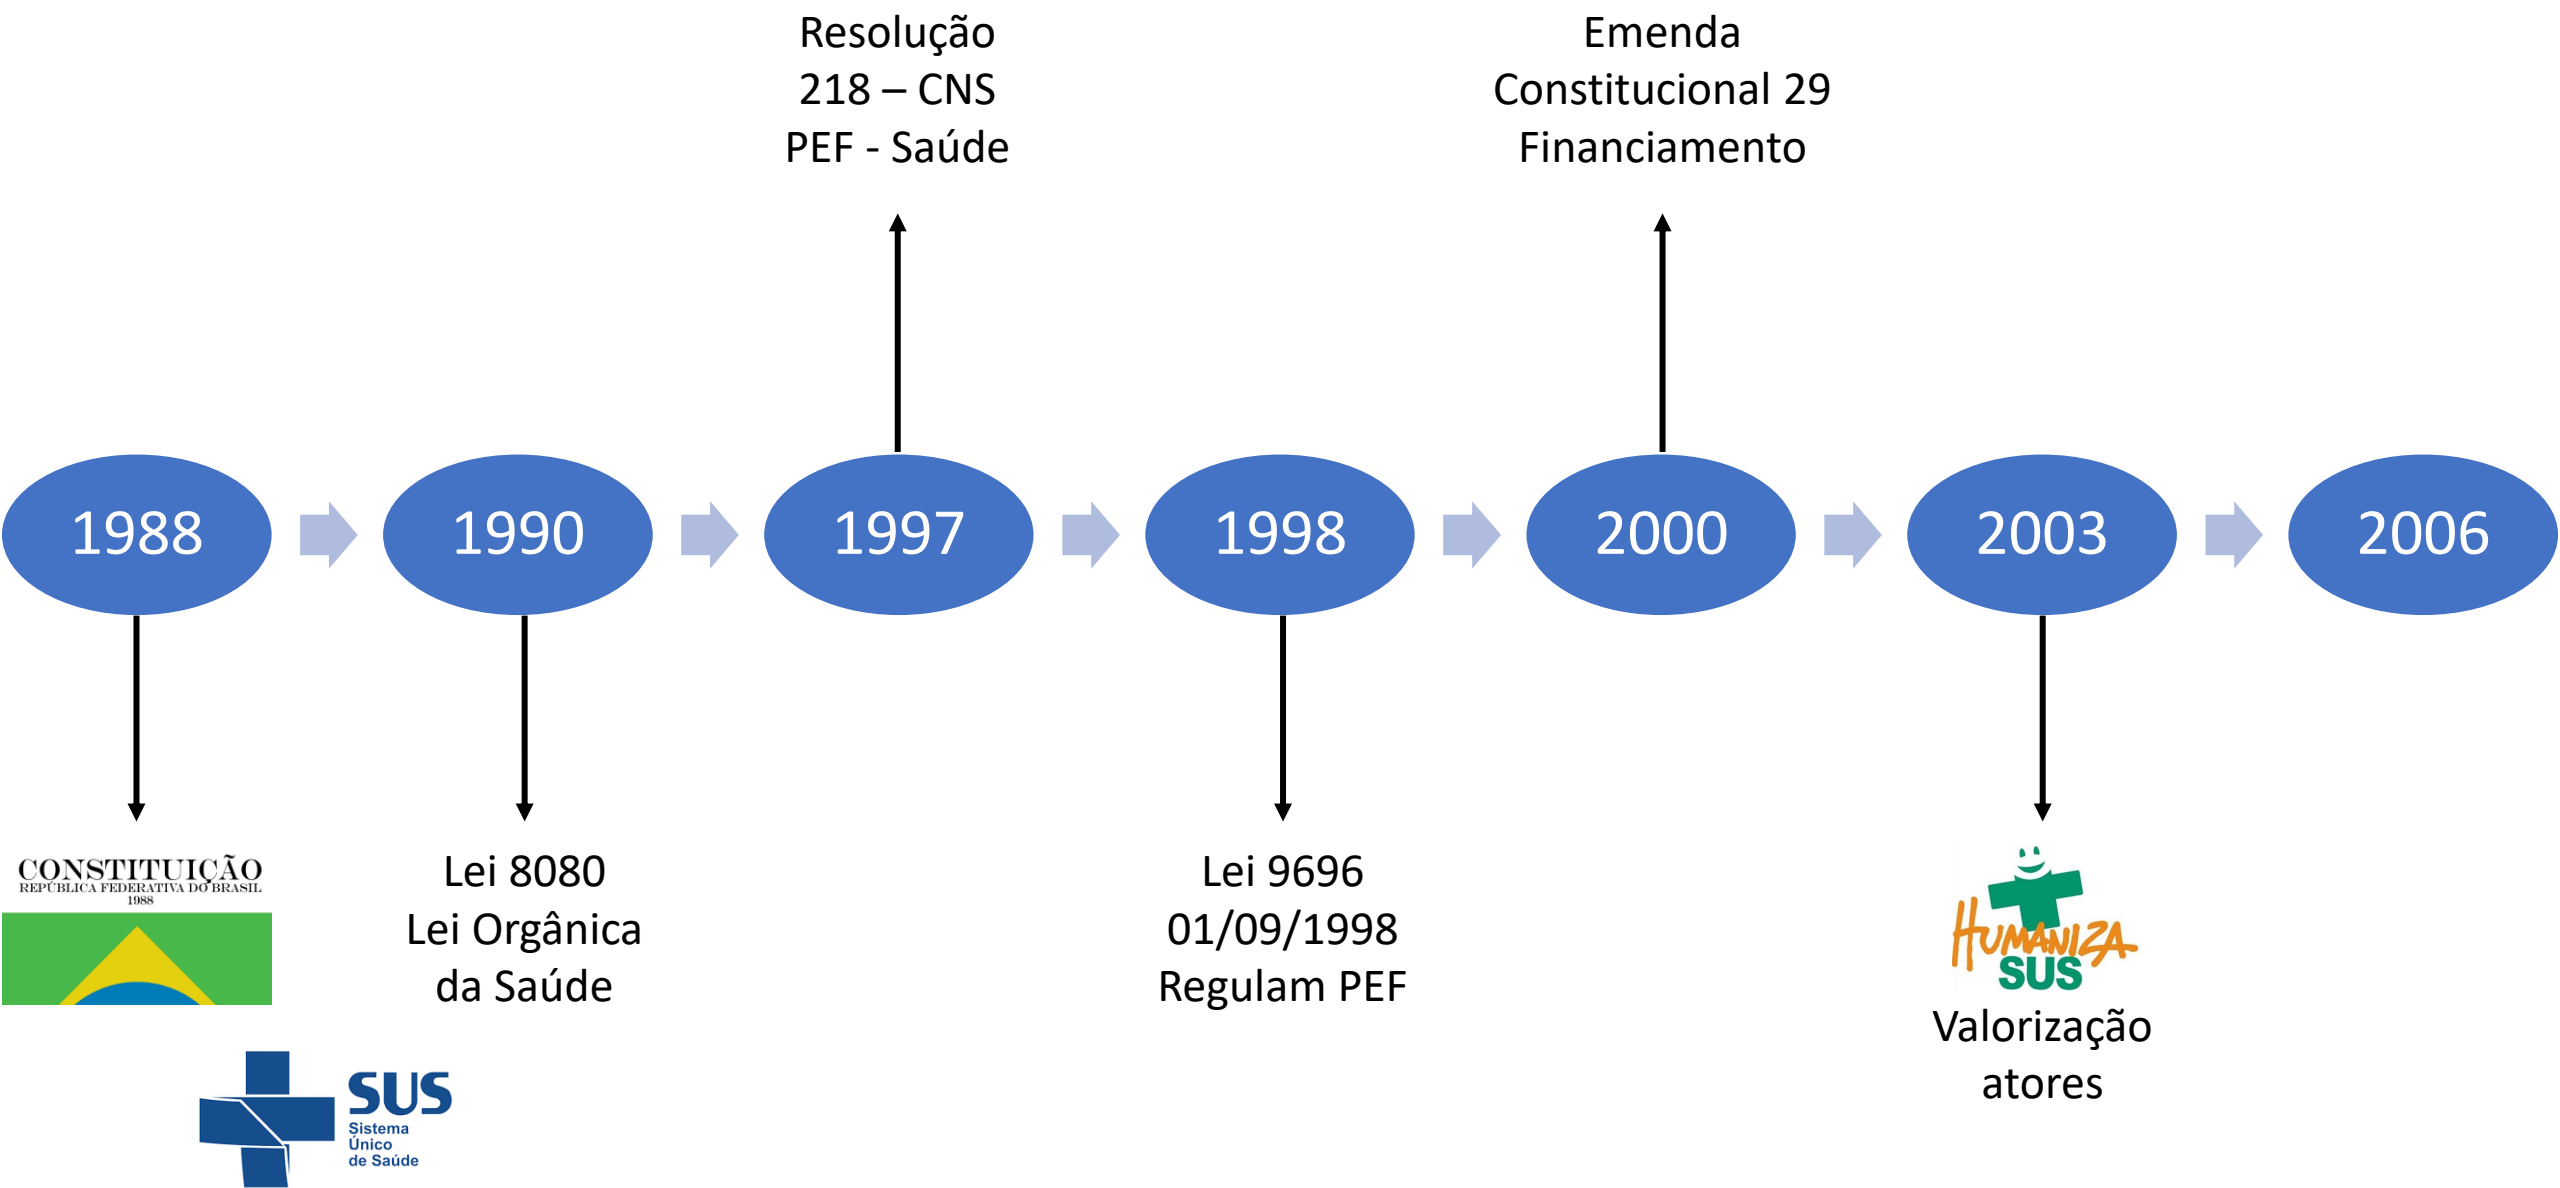 Resolução
218 – CNS
PEF - Saúde
Emenda
Constitucional 29
Financiamento
1988
1990
1997
1998
2000
2003
2006
CONSTITUIÇÃO
REPÚBLICA FEDERATIVA DO BRASIL
1988
Lei 8080
Lei Orgânica
da Saúde
Lei 9696
01/09/1998
Regulam PEF
HUMANIZA
SUS
Valorização
atores
SUS
Sistema
Único
de Saúde